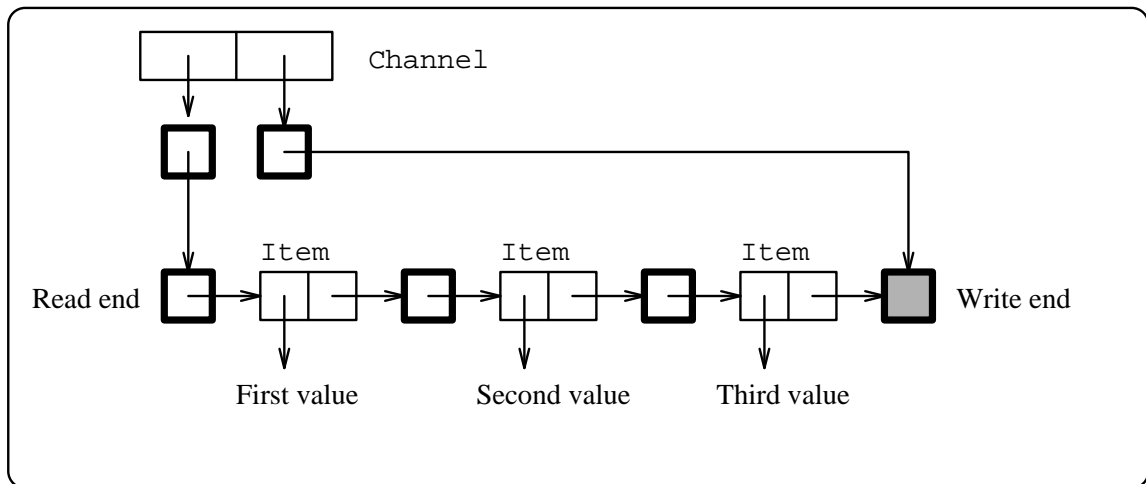 Channel
Item Item Item
Read end Write end
First value Second value Third value